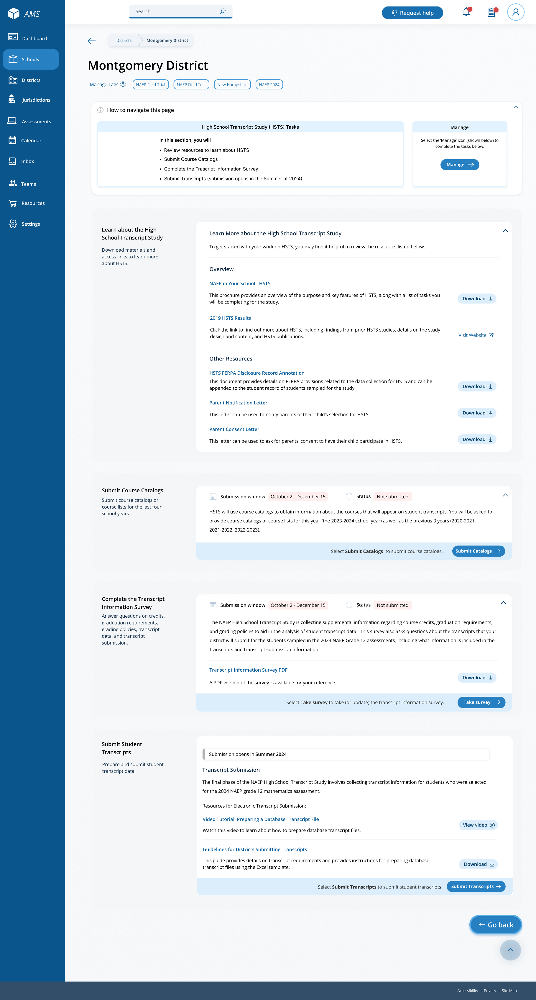 AMS
Search
Request help
Dashboard
Schools
Districts
Jurisdictions
Assessments
Calendar
Inbox
Teams
Resources
Settings
Districts
Montgomery District
Montgomery District
Manage Tags
NAEP Field Trial
NAEP Field Test
New Hampshire
NAEP 2024
How to navigate this page
High School Transcript Study (HSTS) Tasks
In this section, you will
• Review resources to learn about HSTS
• Submit Course Catalogs
• Complete the Trascript Information Survey
• Submit Transcripts (submission opens in the Summer of 2024)
Manage
Select the ‘Manage’ icon (shown below) to
complete the tasks below.
Manage
Learn about the High
School Transcript Study
Download materials and
access links to learn more
about HSTS.
Learn More about the High School Transcript Study
To get started with your work on HSTS, you may find it helpful to review the resources listed below.
Overview
NAEP in Your School - HSTS
This brochure provides an overview of the purpose and key features of HSTS, along with a list of tasks you
will be completing for the study.
Download
2019 HSTS Results
Click the link to find out more about HSTS, including findings from prior HSTS studies, details on the study
design and content, and HSTS publications.
Visit Website
Other Resources
HSTS FERPA Disclosure Record Annotation
This document provides details on FERPA provisions related to the data collection for HSTS and can be
appended to the student record of students sampled for the study.
Download
Parent Notification Letter
This letter can be used to notify parents of their child’s selection for HSTS.
Download
Parent Consent Letter
This letter can be used to ask for parents’ consent to have their child participate in HSTS.
Download
Submit Course Catalogs
Submit course catalogs or
course lists for the last four
school years.
Submission window
October 2 - December 15
Status
Not submitted
HSTS will use course catalogs to obtain information about the courses that will appear on student transcripts. You will be asked to
provide course catalogs or course lists for this year (the 2023-2024 school year) as well as the previous 3 years (2020-2021,
2021-2022, 2022-2023).
Select Submit Catalogs to submit course catalogs.
Submit Catalogs
Complete the Transcript
Information Survey
Answer questions on credits,
graduation requirements,
grading policies, transcript
data, and transcript
submission.
Submission window
October 2 - December 15
Status
Not submitted
The NAEP High School Transcript Study is collecting supplemental information regarding course credits, graduation requirements,
and grading policies to aid in the analysis of student transcript data. This survey also asks questions about the transcripts that your
district will submit for the students sampled in the 2024 NAEP Grade 12 assessments, including what information is included in the
transcripts and transcript submission information.
Transcript Information Survey PDF
A PDF version of the survey is available for your reference.
Download
Select Take survey to take (or update) the transcript information survey.
Take survey
Submit Student
Transcripts
Prepare and submit student
transcript data.
Submission opens in Summer 2024
Transcript Submission
The final phase of the NAEP High School Transcript Study involves collecting transcript information for students who were selected
for the 2024 NAEP grade 12 mathematics assessment.
Resources for Electronic Transcript Submission:
Video Tutorial: Preparing a Database Transcript File
Watch this video to learn about how to prepare database transcript files.
View video
Guidelines for Districts Submitting Transcripts
This guide provides details on transcript requirements and provides instructions for preparing database
transcript files using the Excel template.
Download
Select Submit Transcripts to submit student transcripts.
Submit Transcripts
Go back
Accessibility | Privacy | Site Map